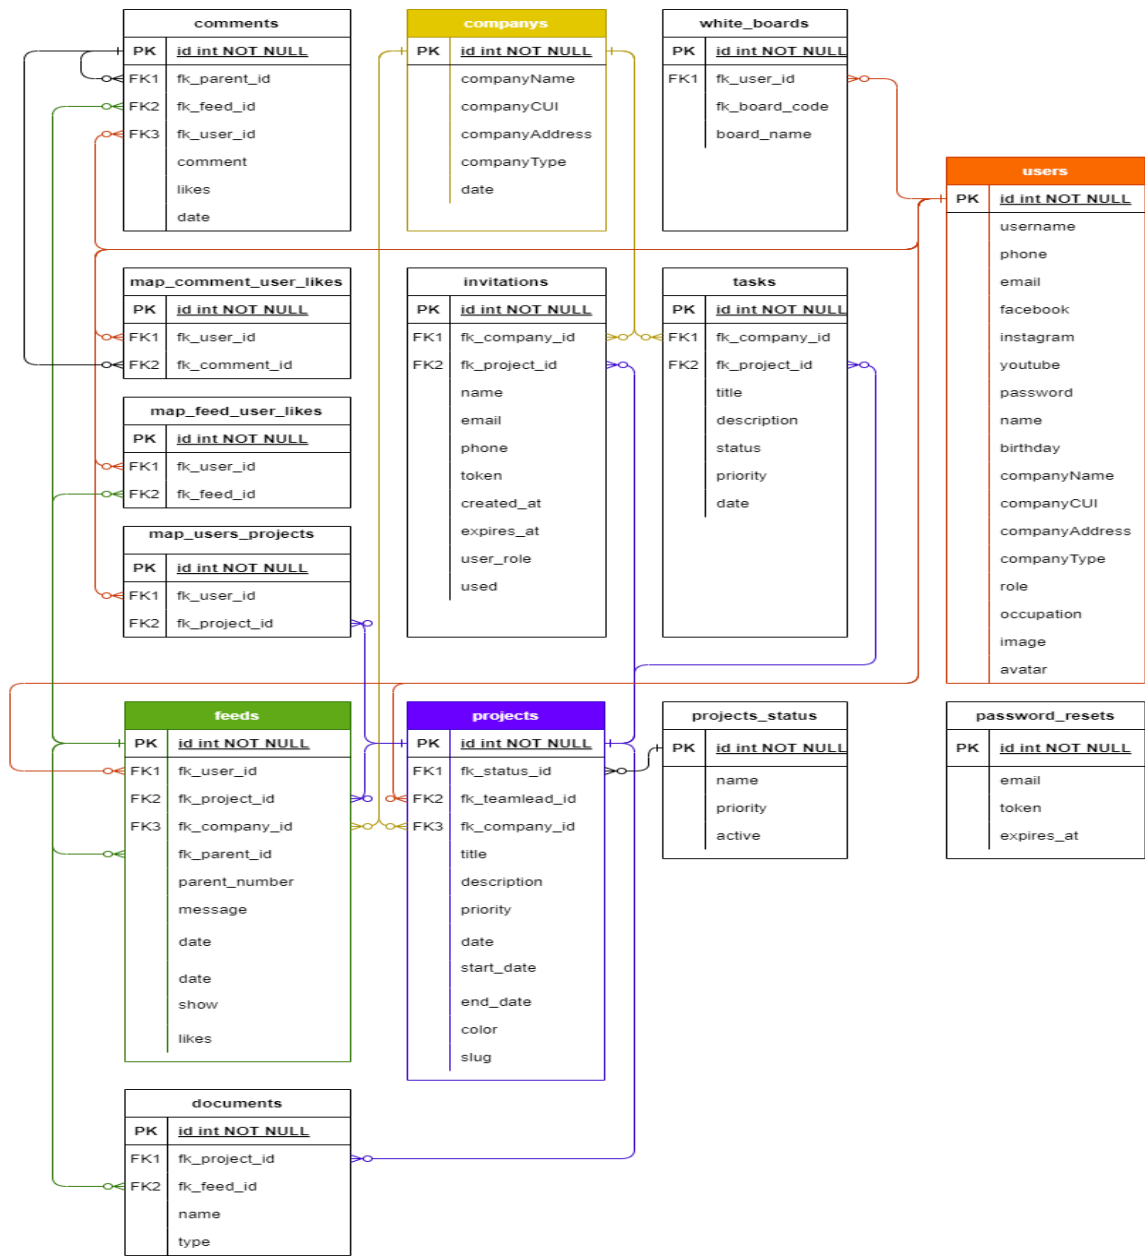 comments
PK id int NOT NULL
FK1 fk_parent_id
FK2 fk_feed_id
FK3 fk_user_id
comment
likes
date
companys
PK id int NOT NULL
companyName
companyCUI
companyAddress
companyType
date
white_boards
PK id int NOT NULL
FK1 fk_user_id
fk_board_code
board_name
users
PK id int NOT NULL
username
phone
email
facebook
instagram
youtube
password
name
birthday
companyName
companyCUI
companyAddress
companyType
role
occupation
image
avatar
map_comment_user_likes
PK id int NOT NULL
FK1 fk_user_id
FK2 fk_comment_id
invitations
PK id int NOT NULL
FK1 fk_company_id
FK2 fk_project_id
name
email
phone
token
created_at
expires_at
user_role
used
tasks
PK id int NOT NULL
FK1 fk_company_id
FK2 fk_project_id
title
description
status
priority
date
map_feed_user_likes
PK id int NOT NULL
FK1 fk_user_id
FK2 fk_feed_id
map_users_projects
PK id int NOT NULL
FK1 fk_user_id
FK2 fk_project_id
feeds
PK id int NOT NULL
FK1 fk_user_id
FK2 fk_project_id
FK3 fk_company_id
fk_parent_id
parent_number
message
date
date
show
likes
projects
PK id int NOT NULL
FK1 fk_status_id
FK2 fk_teamlead_id
FK3 fk_company_id
title
description
priority
date
start_date
end_date
color
slug
projects_status
PK id int NOT NULL
name
priority
active
password_resets
PK id int NOT NULL
email
token
expires_at
documents
PK id int NOT NULL
FK1 fk_project_id
FK2 fk_feed_id
name
type